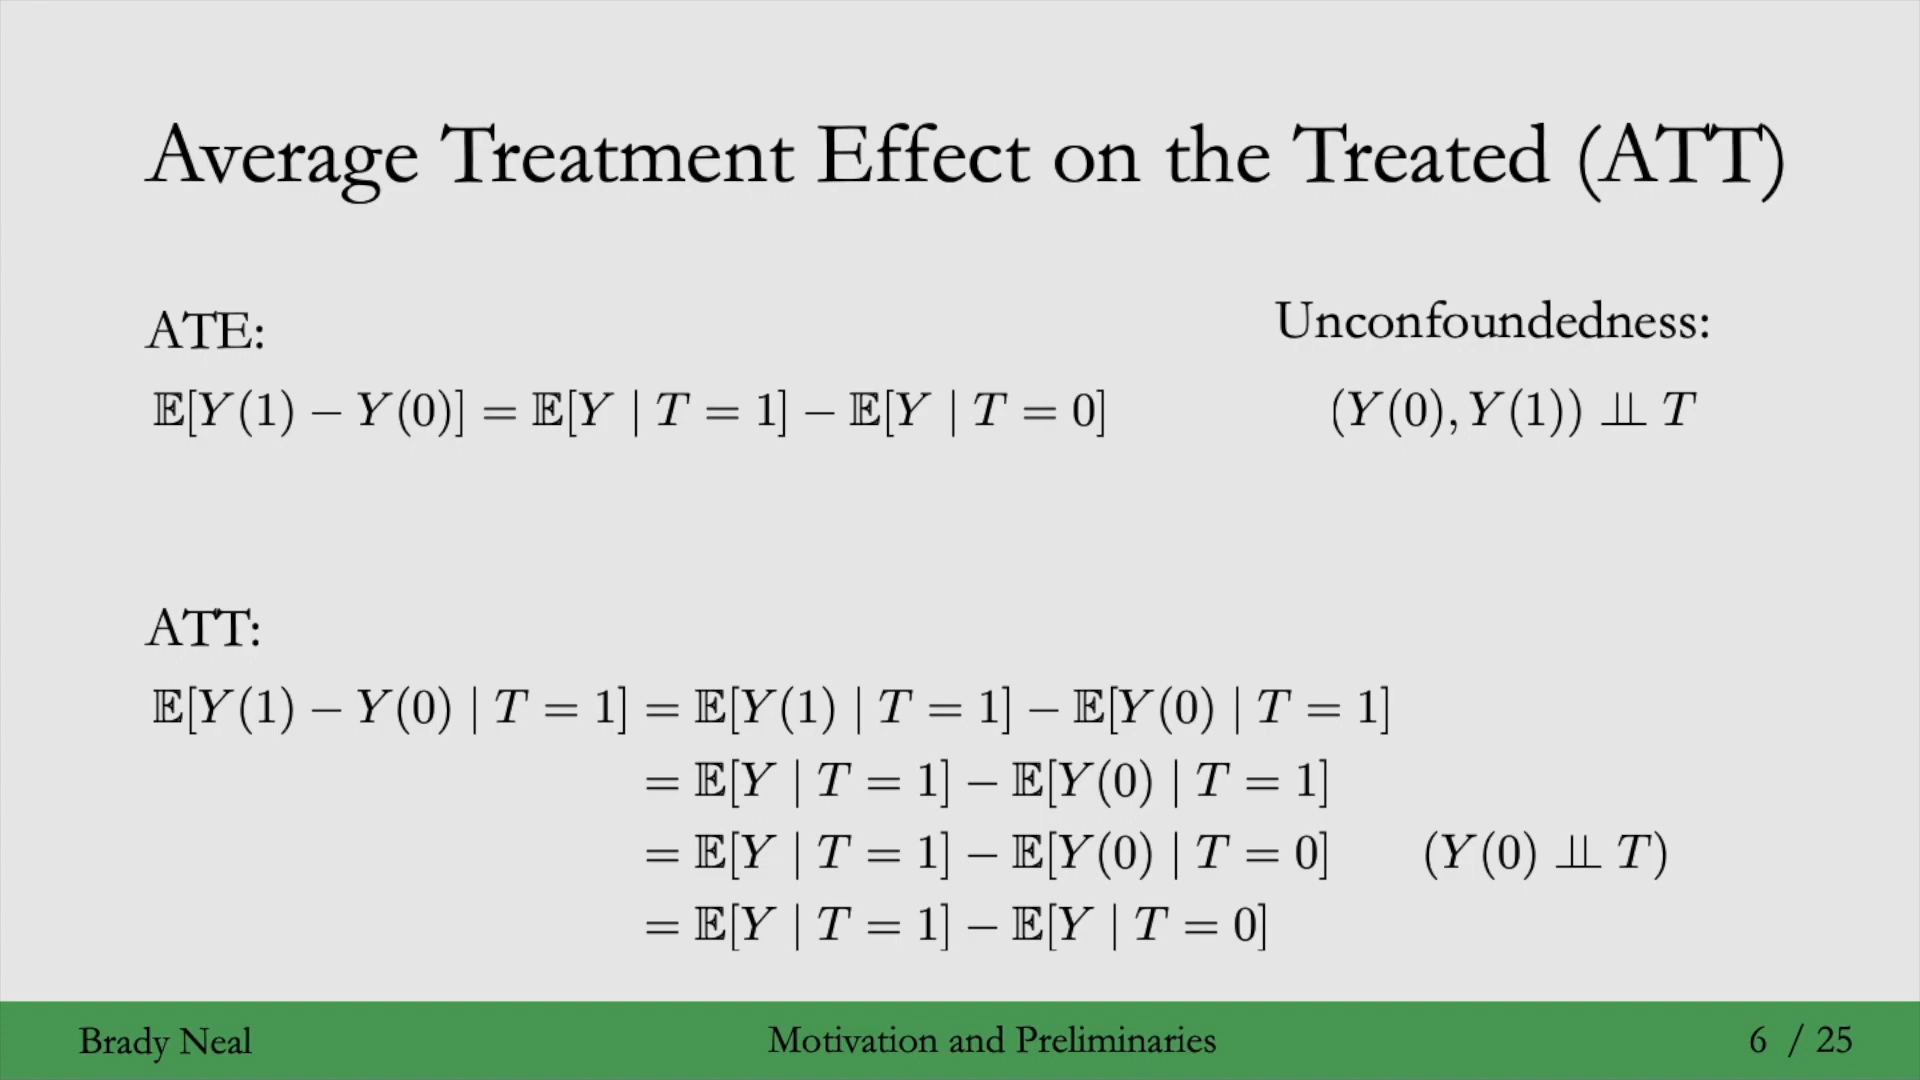 Average Treatment Effect on the Treated (ATT)
ATE:
Unconfoundedness:
𝔼[Y(1) − Y(0)] = 𝔼[Y | T = 1] − 𝔼[Y | T = 0]
(Y(0), Y(1)) ⫫ T
ATT:
𝔼[Y(1) − Y(0) | T = 1] = 𝔼[Y(1) | T = 1] − 𝔼[Y(0) | T = 1]
= 𝔼[Y | T = 1] − 𝔼[Y(0) | T = 1]
= 𝔼[Y | T = 1] − 𝔼[Y(0) | T = 0] (Y(0) ⫫ T)
= 𝔼[Y | T = 1] − 𝔼[Y | T = 0]
Brady Neal
Motivation and Preliminaries
6 / 25